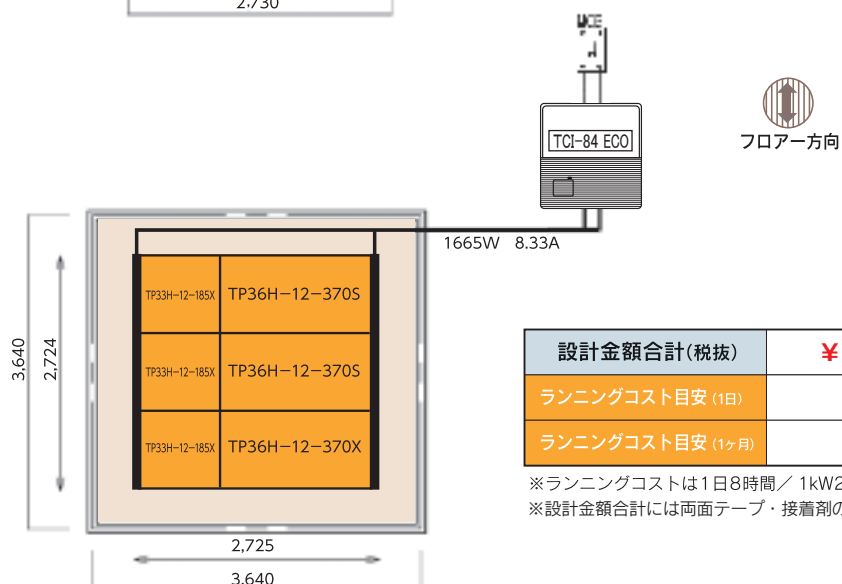 2,730
MCB
TCI-84 ECO
フロアー方向
1665W 8.33A
TP33H-12-185X TP36H-12-370S
TP33H-12-185X TP36H-12-370S
TP33H-12-185X TP36H-12-370X
3,640
2,724
2,725
3,640
設計金額合計(税抜) ¥
ランニングコスト目安(1日)
ランニングコスト目安(1ヶ月)
※ランニングコストは1日8時間／1kW2
※設計金額合計には両面テープ・接着剤の